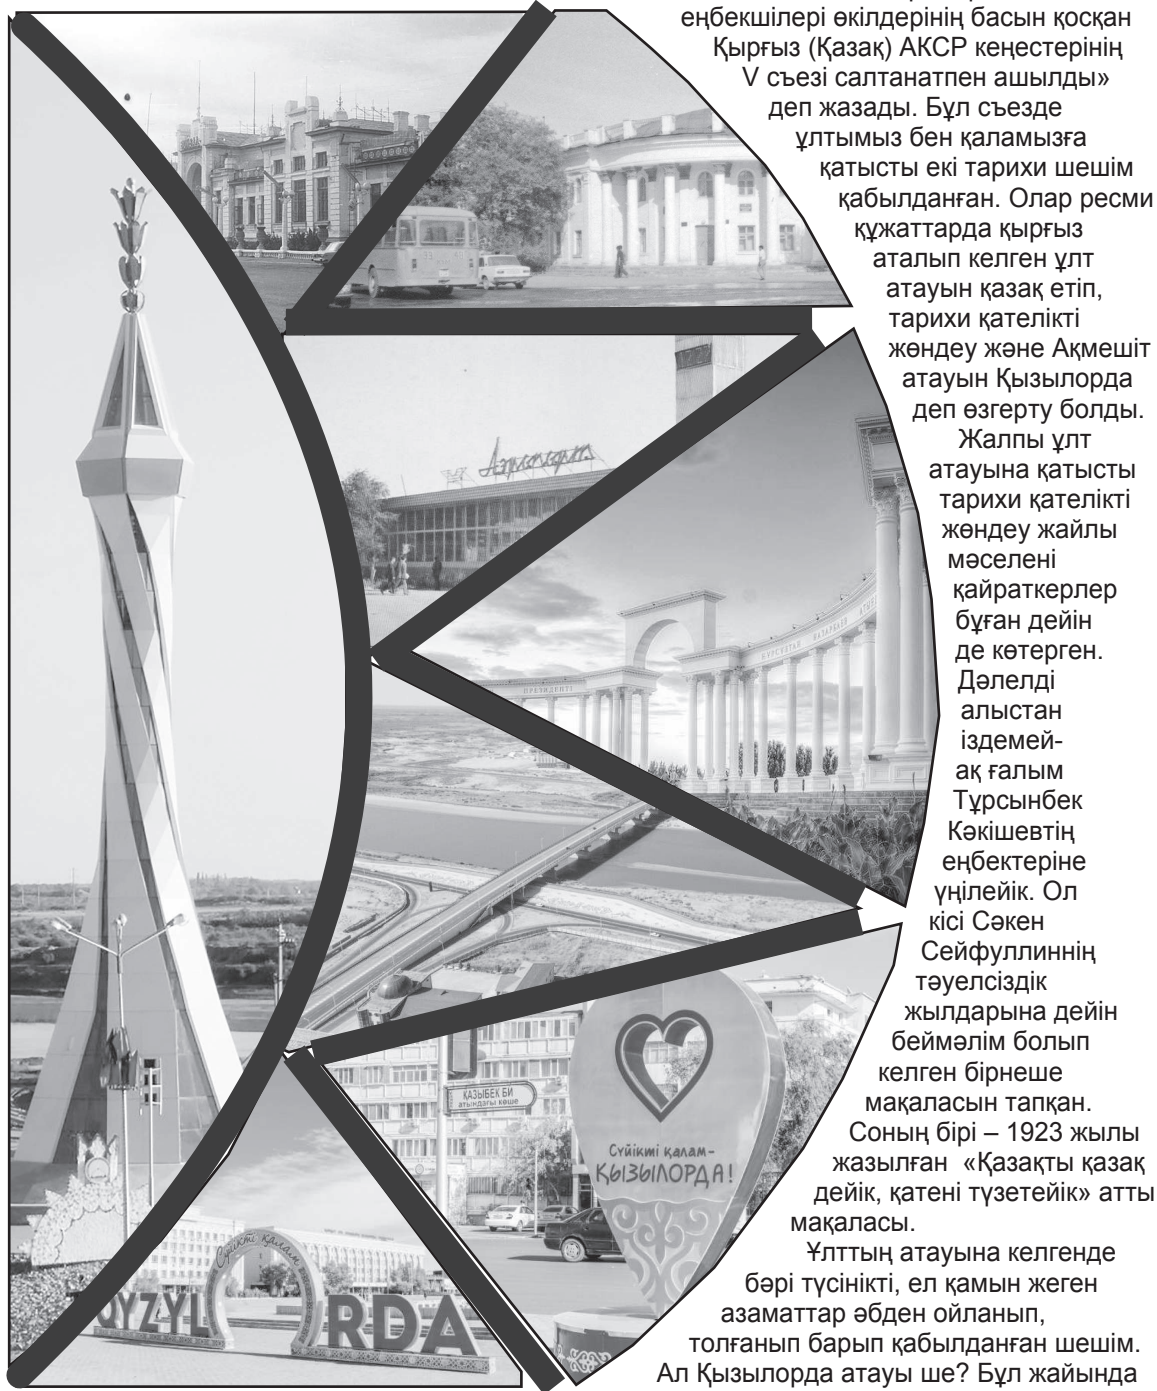 еңбекшілері өкілдерінің басын қосқан
Қырғыз (Қазақ) АКСР кеңестерінің
V съезі салтанатпен ашылды»
деп жазады. Бұл съезде
ұлтымыз бен қаламызға
қатысты екі тарихи шешім
қабылданған. Олар ресми
құжаттарда қырғыз
аталып келген ұлт
атауын қазақ етіп,
тарихи қателікті
жөндеу және Ақмешіт
атауын Қызылорда
деп өзгерту болды.
Жалпы ұлт
атауына қатысты
тарихи қателікті
жөндеу жайлы
мәселені
қайраткерлер
бұған дейін
де көтерген.
Дәлелді
алыстан
іздемей-
ақ ғалым
Тұрсынбек
Кәкішевтің
еңбектеріне
үңілейік. Ол
кісі Сәкен
Сейфуллиннің
тәуелсіздік
жылдарына дейін
беймәлім болып
келген бірнеше
мақаласын тапқан.
Соның бірі – 1923 жылы
жазылған «Қазақты қазақ
дейік, қатені түзетейік» атты
мақаласы.
Ұлттың атауына келгенде
бәрі түсінікті, ел қамын жеген
азаматтар әбден ойланып,
толғанып барып қабылданған шешім.
Ал Қызылорда атауы ше? Бұл жайында
Аэропорт
ПРЕЗИДЕНТІ
НУРСУЛТАН НАЗАРБАЕВ
ҚАЗЫБЕК БИ
атындағы көше
Сүйікті қалам-
ҚЫЗЫЛОРДА!
Сүйікті қалам
QYZYL RDA